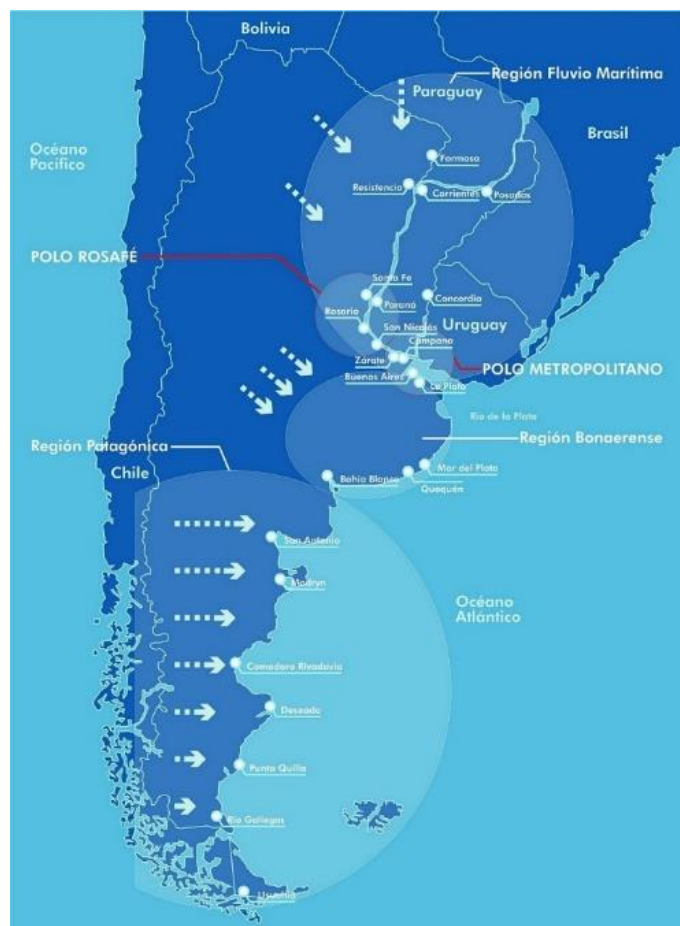 Bolivia
Región Fluvio Marítima
Paraguay
Brasil
Océano
Pacífico
Formosa
Resistencia
Corrientes
Posadas
POLO ROSAFÉ
Santa Fe
Paraná
Concordia
Rosario
San Nicolás
Uruguay
Campana
Zárate
POLO METROPOLITANO
Buenos Aires
La Plata
Rio de la Plata
Región Bonaerense
Región Patagónica
Chile
Mar del Plata
Bahía Blanca
Quequén
San Antonio
Madryn
Océano
Atlántico
Comodoro Rivadavia
Deseado
Punta Quilla
Río Gallegos
Ushuaia